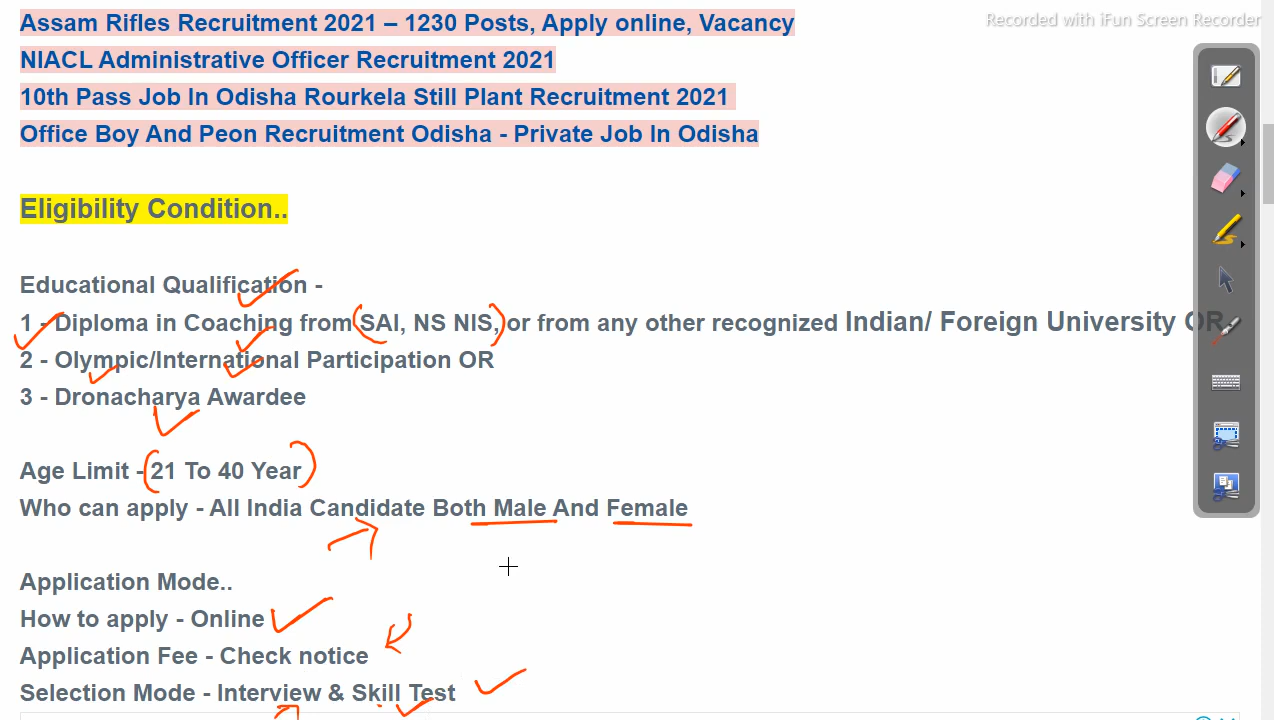 Recorded with iFun Screen Recorder
Assam Rifles Recruitment 2021 – 1230 Posts, Apply online, Vacancy
NIACL Administrative Officer Recruitment 2021
10th Pass Job In Odisha Rourkela Still Plant Recruitment 2021
Office Boy And Peon Recruitment Odisha - Private Job In Odisha
Eligibility Condition..
Educational Qualification -
1 - Diploma in Coaching from SAI, NS NIS, or from any other recognized Indian/ Foreign University OR
2 - Olympic/International Participation OR
3 - Dronacharya Awardee
Age Limit - 21 To 40 Year
Who can apply - All India Candidate Both Male And Female
Application Mode..
How to apply - Online
Application Fee - Check notice
Selection Mode - Interview & Skill Test